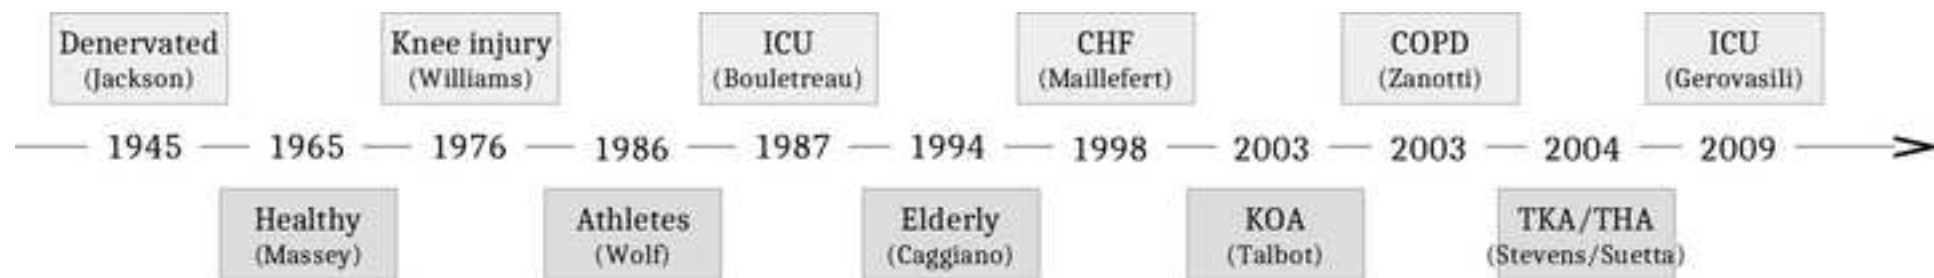 Denervated
(Jackson)
Knee injury
(Williams)
ICU
(Bouletreau)
CHF
(Maillefert)
COPD
(Zanotti)
ICU
(Gerovasili)
1945 1965 1976 1986 1987 1994 1998 2003 2003 2004 2009
Healthy
(Massey)
Athletes
(Wolf)
Elderly
(Caggiano)
KOA
(Talbot)
TKA/THA
(Stevens/Suetta)